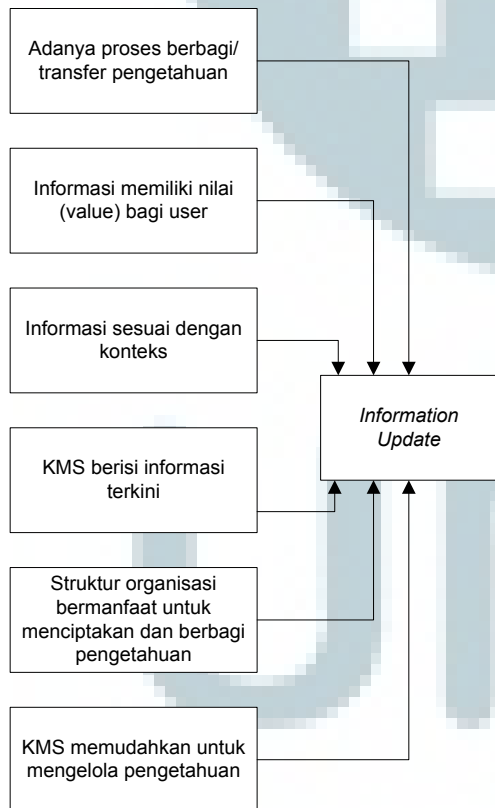 Adanya proses berbagi/
transfer pengetahuan
Informasi memiliki nilai
(value) bagi user
Informasi sesuai dengan
konteks
Information
Update
KMS berisi informasi
terkini
Struktur organisasi
bermanfaat untuk
menciptakan dan berbagi
pengetahuan
KMS memudahkan untuk
mengelola pengetahuan